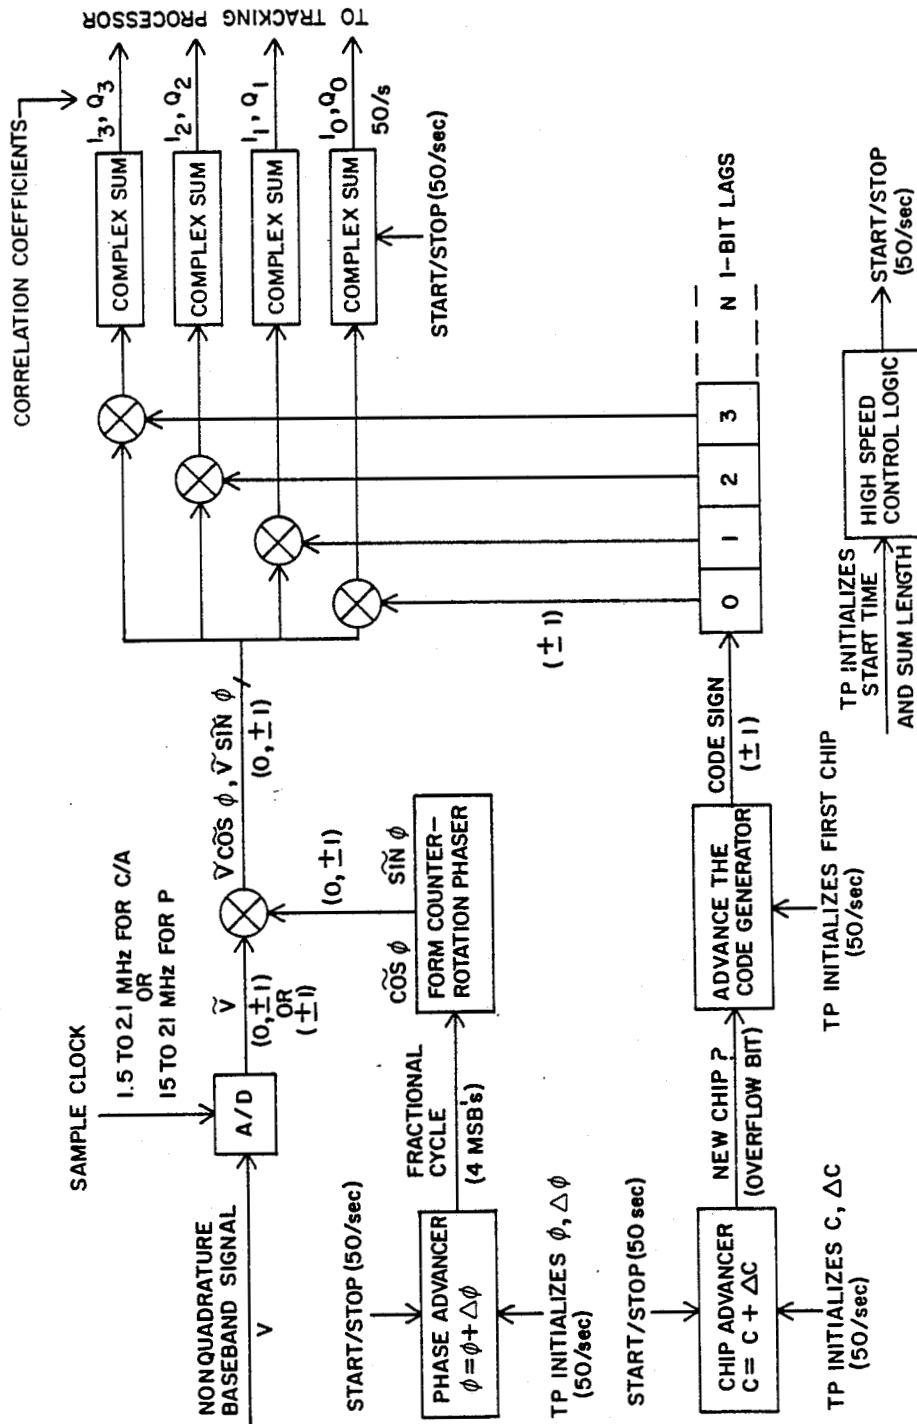 CORRELATION COEFFICIENTS
TO TRACKING PROCESSOR
SAMPLE CLOCK
1.5 TO 2.1 MHz FOR C/A
OR
15 TO 21 MHz FOR P
NONQUADRATURE
BASEBAND SIGNAL
V
A/D
Ṽ
(0, ±1)
OR
(±1)
Ṽ cõs ϕ, Ṽ sĩn ϕ
(0, ±1)
COMPLEX SUM
I3, Q3
COMPLEX SUM
I2, Q2
COMPLEX SUM
I1, Q1
COMPLEX SUM
I0, Q0
50/s
START/STOP (50/sec)
START/STOP (50/sec)
PHASE ADVANCER
ϕ = ϕ + Δϕ
TP INITIALIZES ϕ, Δϕ
(50/sec)
FRACTIONAL
CYCLE
(4 MSB's)
cõs ϕ
sĩn ϕ
(0, ±1)
FORM COUNTER–
ROTATION PHASER
(±1)
START/STOP (50 sec)
CHIP ADVANCER
C = C + ΔC
TP INITIALIZES C, ΔC
(50/sec)
NEW CHIP ?
(OVERFLOW BIT)
ADVANCE THE
CODE GENERATOR
TP INITIALIZES FIRST CHIP
(50/sec)
CODE SIGN
(±1)
0
1
2
3
N 1–BIT LAGS
TP INITIALIZES
START TIME
AND SUM LENGTH
HIGH SPEED
CONTROL LOGIC
START/STOP
(50/sec)